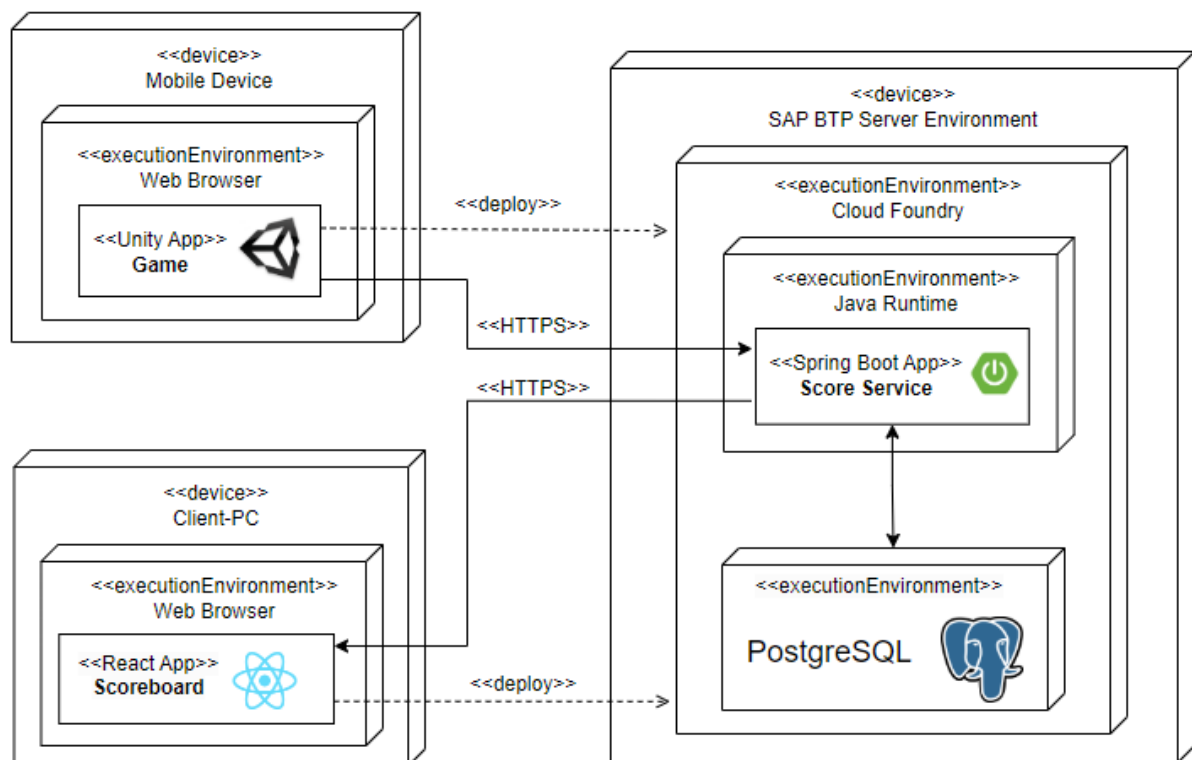 <<device>>
Mobile Device
<<executionEnvironment>>
Web Browser
<<Unity App>>
Game
<<deploy>>
<<HTTPS>>
<<HTTPS>>
<<device>>
SAP BTP Server Environment
<<executionEnvironment>>
Cloud Foundry
<<executionEnvironment>>
Java Runtime
<<Spring Boot App>>
Score Service
<<device>>
Client-PC
<<executionEnvironment>>
Web Browser
<<React App>>
Scoreboard
<<deploy>>
<<executionEnvironment>>
PostgreSQL